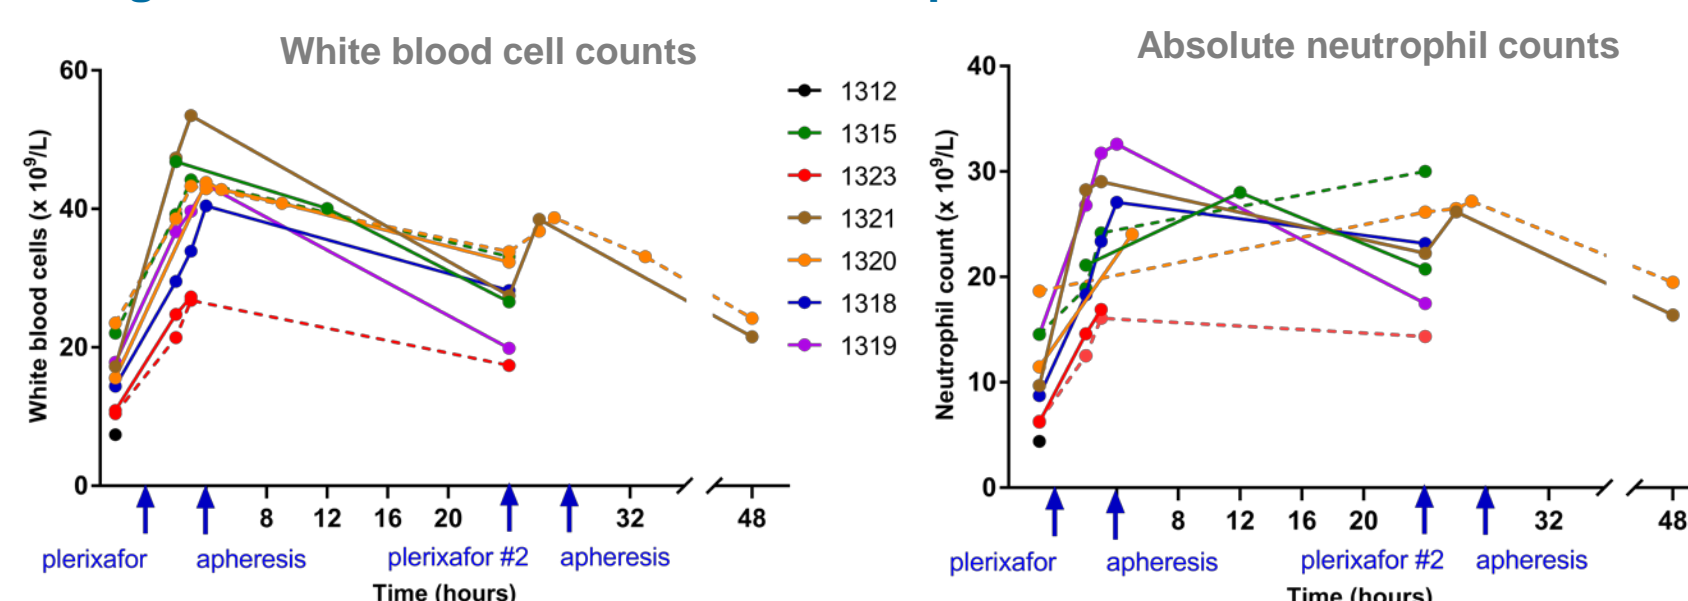 White blood cell counts
60
40
20
0
White blood cells (x 10⁹/L)
8 12 16 20 32 48
plerixafor apheresis plerixafor #2 apheresis
Time (hours)
1312
1315
1323
1321
1320
1318
1319
Absolute neutrophil counts
40
30
20
10
0
Neutrophil count (x 10⁹/L)
8 12 16 20 32 48
plerixafor apheresis plerixafor #2 apheresis
Time (hours)